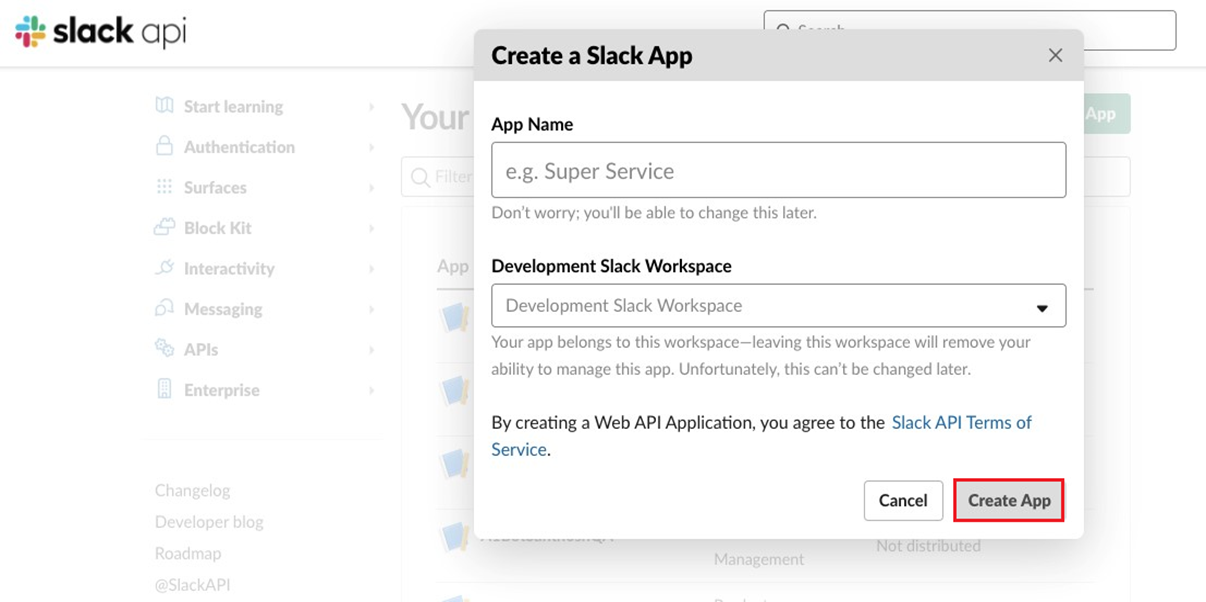 slack api
Search
Create a Slack App
Start learning
Your
App
App Name
Authentication
e.g. Super Service
Filter
Surfaces
Don't worry; you'll be able to change this later.
Block Kit
App
Development Slack Workspace
Interactivity
Development Slack Workspace
Messaging
Your app belongs to this workspace—leaving this workspace will remove your
APIs
ability to manage this app. Unfortunately, this can't be changed later.
Enterprise
By creating a Web API Application, you agree to the Slack API Terms of
Service.
Changelog
Cancel
Create App
Developer blog
Roadmap
Not distributed
Management
@SlackAPI